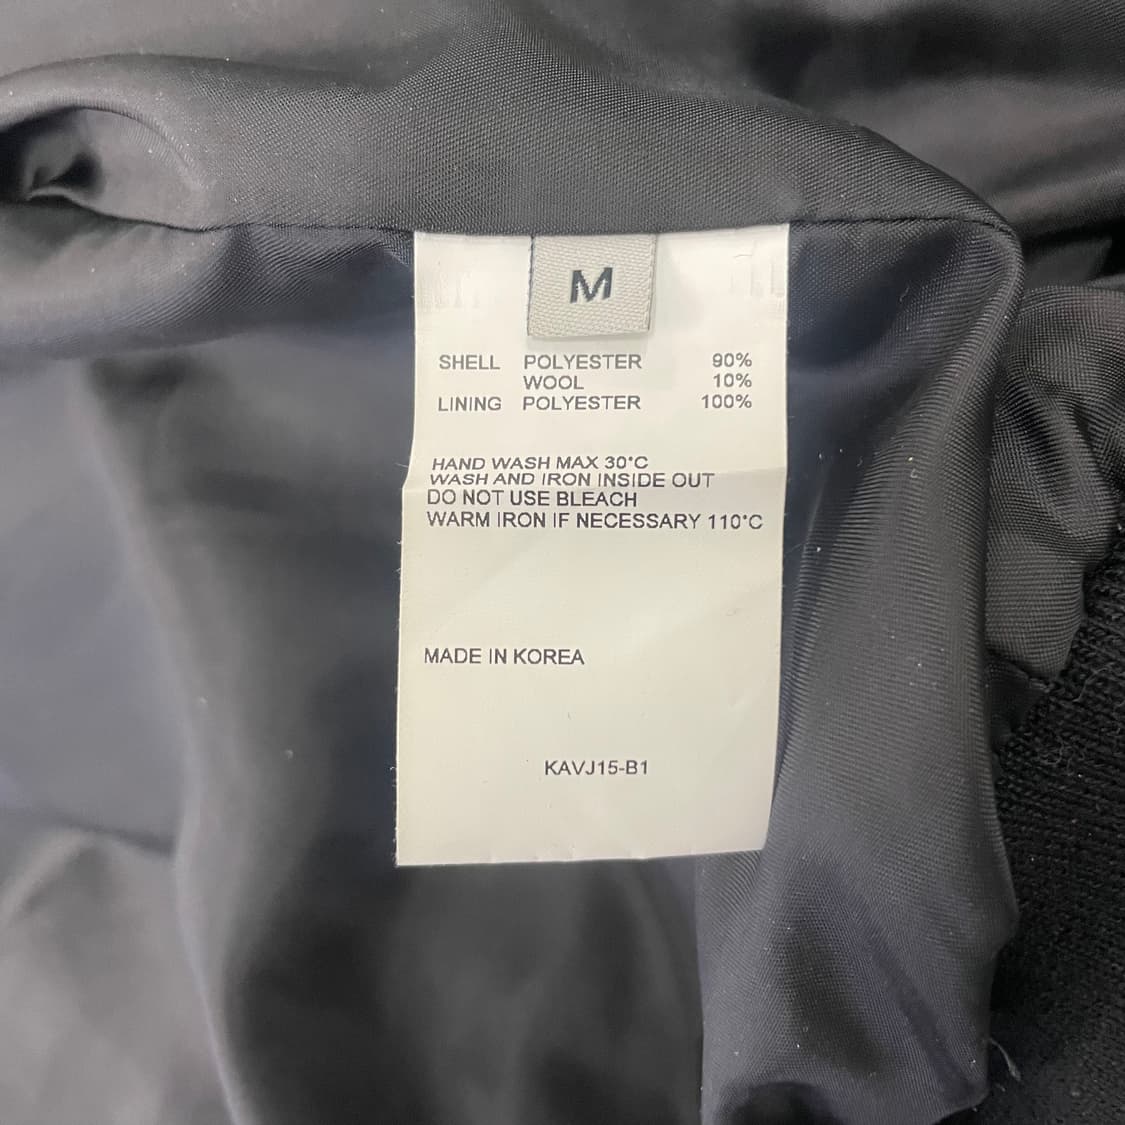 M
SHELL POLYESTER 90%
WOOL 10%
LINING POLYESTER 100%
HAND WASH MAX 30°C
WASH AND IRON INSIDE OUT
DO NOT USE BLEACH
WARM IRON IF NECESSARY 110°C
MADE IN KOREA
KAVJ15-B1